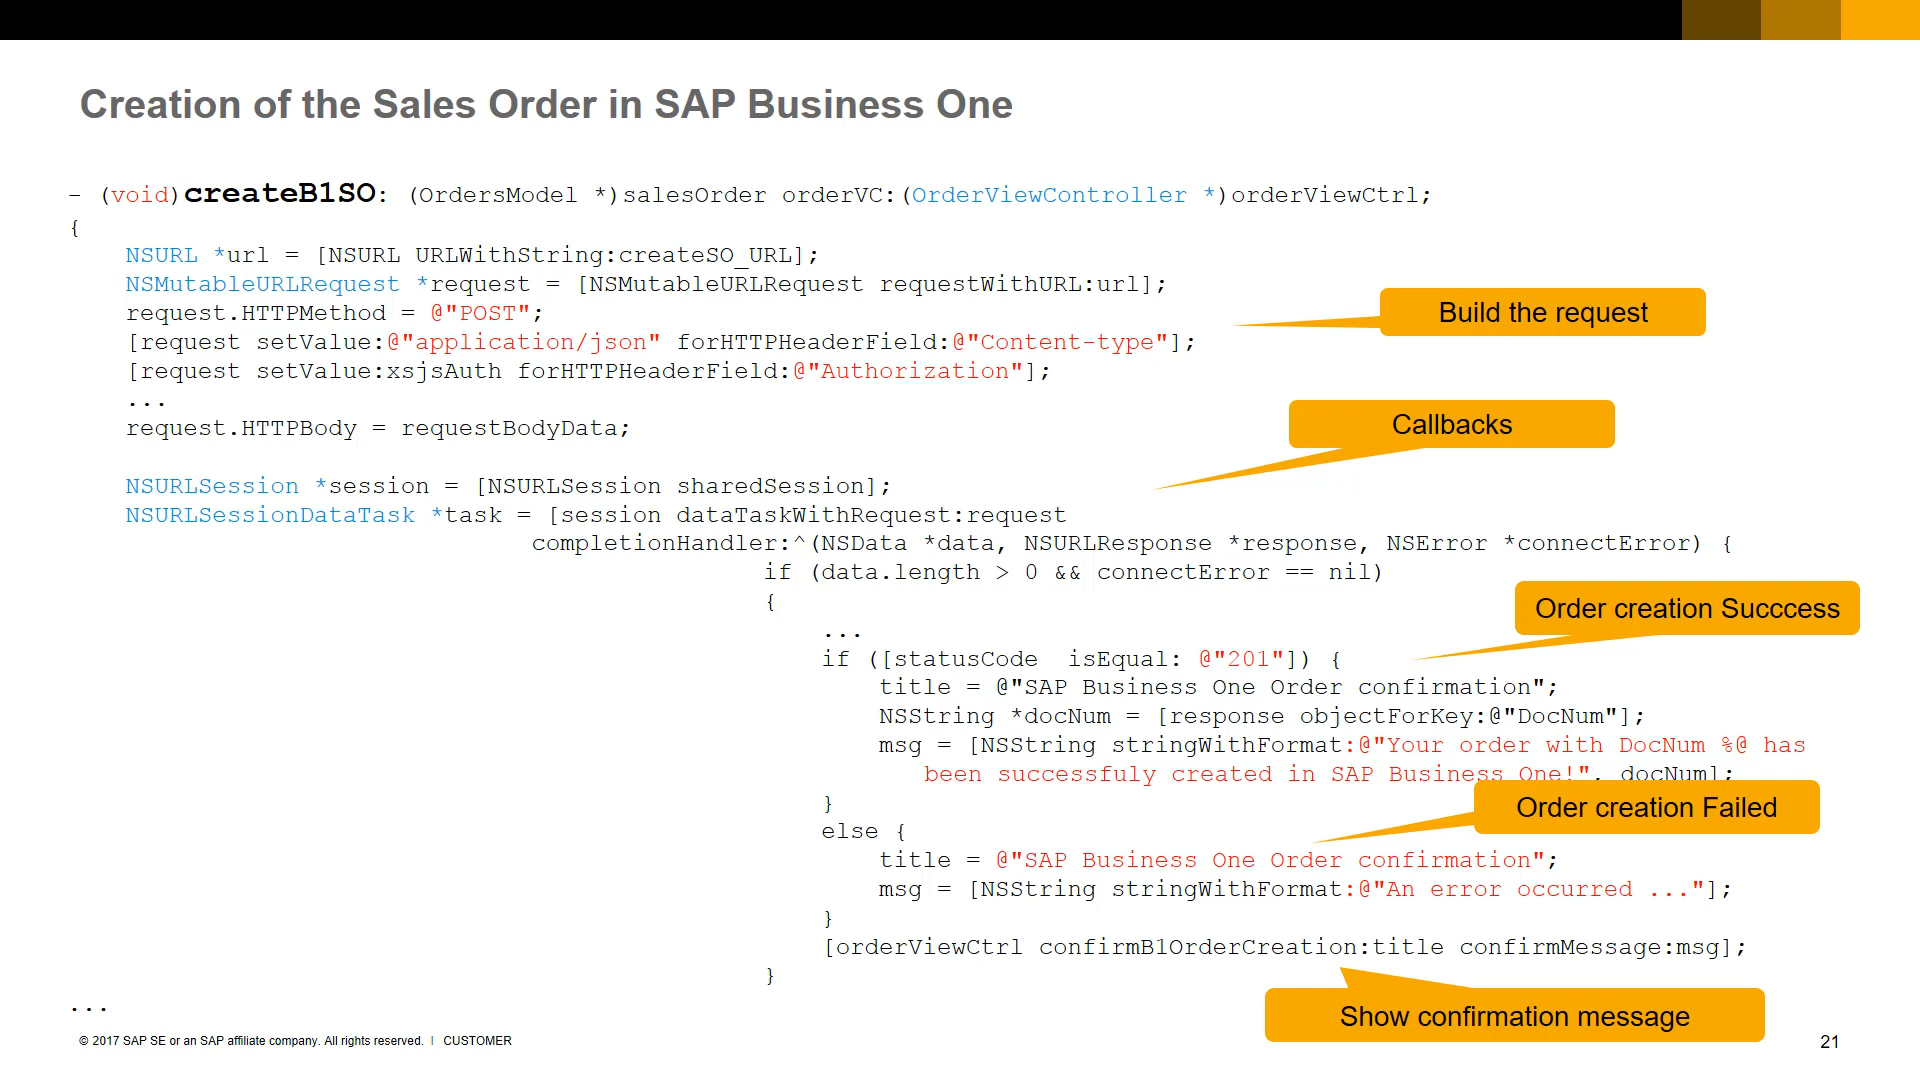 Creation of the Sales Order in SAP Business One
- (void)createB1SO: (OrdersModel *)salesOrder orderVC:(OrderViewController *)orderViewCtrl;
{
NSURL *url = [NSURL URLWithString:createSO_URL];
NSMutableURLRequest *request = [NSMutableURLRequest requestWithURL:url];
Build the request
request.HTTPMethod = @"POST";
[request setValue:@"application/json" forHTTPHeaderField:@"Content-type"];
[request setValue:xsjsAuth forHTTPHeaderField:@"Authorization"];
...
Callbacks
request.HTTPBody = requestBodyData;
NSURLSession *session = [NSURLSession sharedSession];
NSURLSessionDataTask *task = [session dataTaskWithRequest:request
completionHandler:^(NSData *data, NSURLResponse *response, NSError *connectError) {
if (data.length > 0 && connectError == nil)
{
Order creation Succcess
...
if ([statusCode  isEqual: @"201"]) {
title = @"SAP Business One Order confirmation";
NSString *docNum = [response objectForKey:@"DocNum"];
msg = [NSString stringWithFormat:@"Your order with DocNum %@ has
been successfuly created in SAP Business One!", docNum];
}
Order creation Failed
else {
title = @"SAP Business One Order confirmation";
msg = [NSString stringWithFormat:@"An error occurred ..."];
}
[orderViewCtrl confirmB1OrderCreation:title confirmMessage:msg];
}
...
Show confirmation message
© 2017 SAP SE or an SAP affiliate company. All rights reserved. | CUSTOMER
21